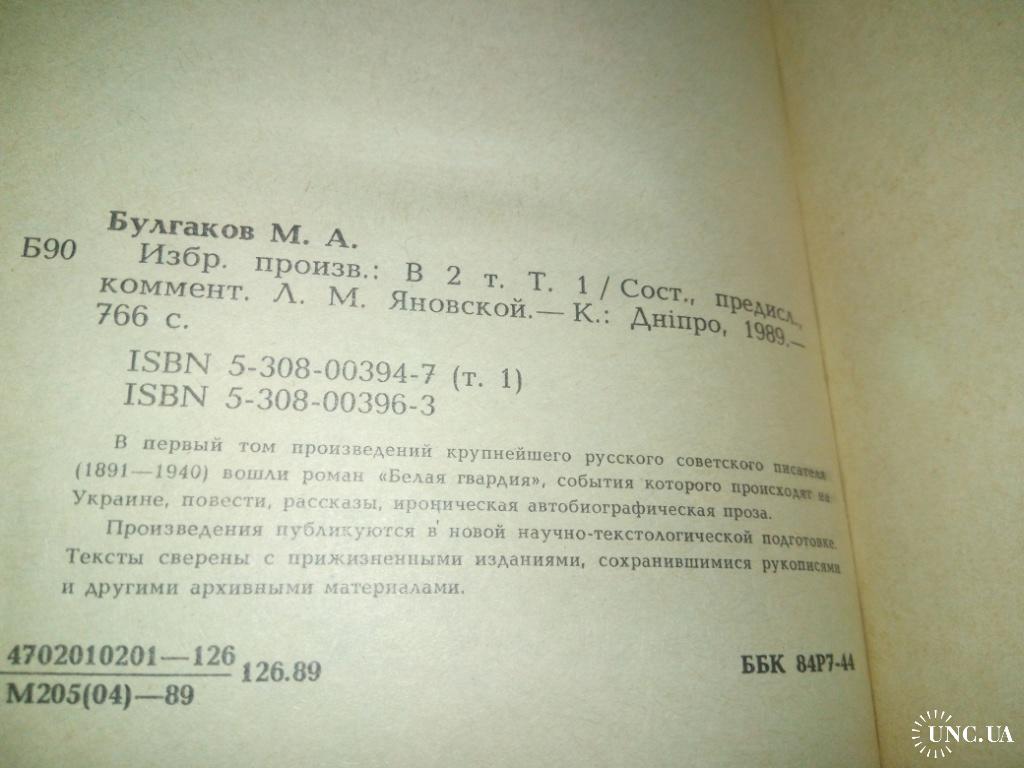 Булгаков М. А.
Б90 Избр. произв.: В 2 т. Т. 1 / Сост., предисл.,
коммент. Л. М. Яновской.— К.: Дніпро, 1989.—
766 с.
ISBN 5-308-00394-7 (т. 1)
ISBN 5-308-00396-3
В первый том произведений крупнейшего русского советского писателя
(1891—1940) вошли роман «Белая гвардия», события которого происходят на
Украине, повести, рассказы, ироническая автобиографическая проза.
Произведения публикуются в новой научно-текстологической подготовке.
Тексты сверены с прижизненными изданиями, сохранившимися рукописями
и другими архивными материалами.
4702010201—126
М205(04)—89
126.89
ББК 84Р7-44
UNC.UA